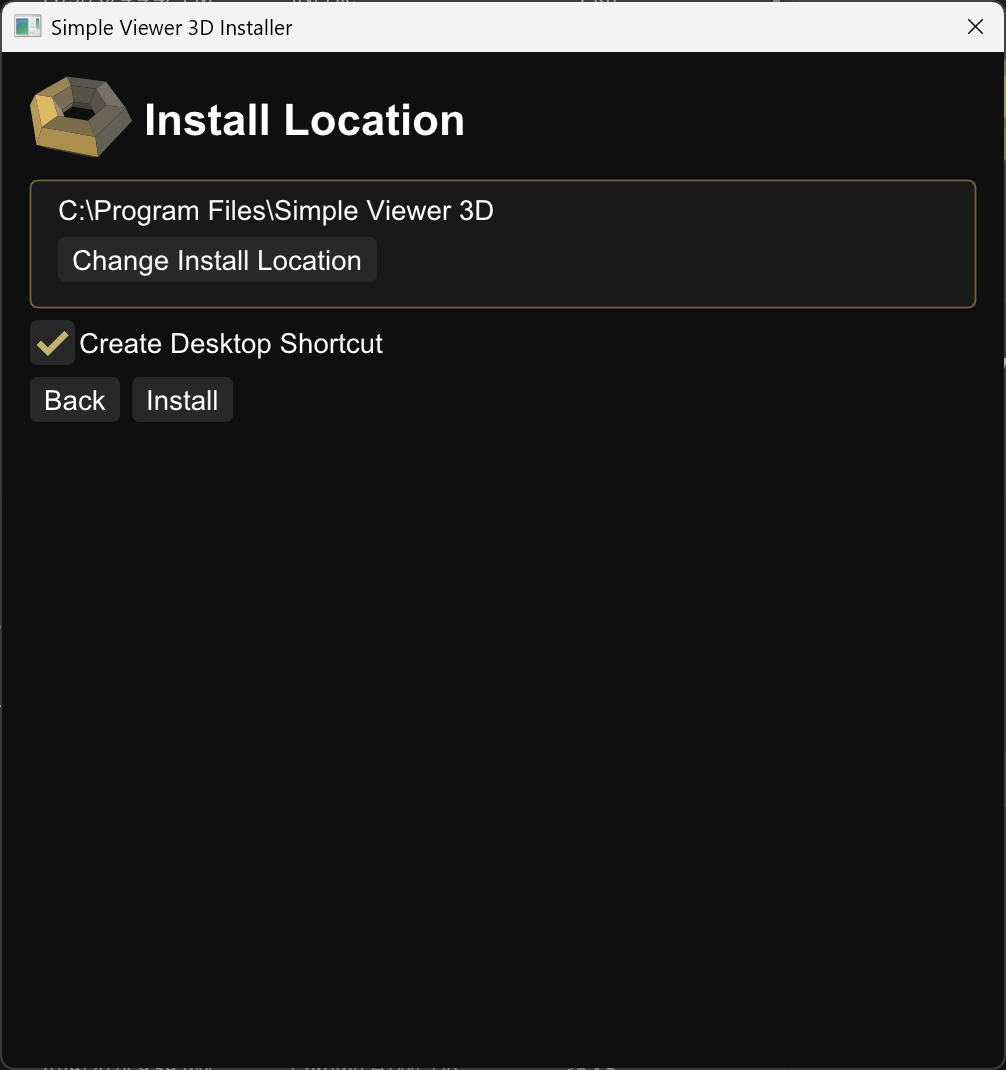 Simple Viewer 3D Installer
Install Location
C:\Program Files\Simple Viewer 3D
Change Install Location
Create Desktop Shortcut
Back Install